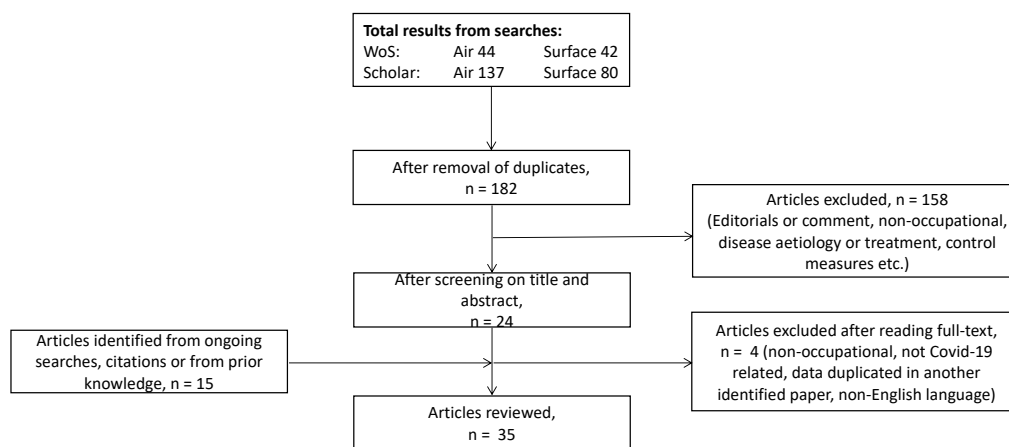 Total results from searches:
WoS: Air 44 Surface 42
Scholar: Air 137 Surface 80
After removal of duplicates,
n = 182
Articles excluded, n = 158
(Editorials or comment, non-occupational,
disease aetiology or treatment, control
measures etc.)
After screening on title and
abstract,
n = 24
Articles identified from ongoing
searches, citations or from prior
knowledge, n = 15
Articles excluded after reading full-text,
n = 4 (non-occupational, not Covid-19
related, data duplicated in another
identified paper, non-English language)
Articles reviewed,
n = 35